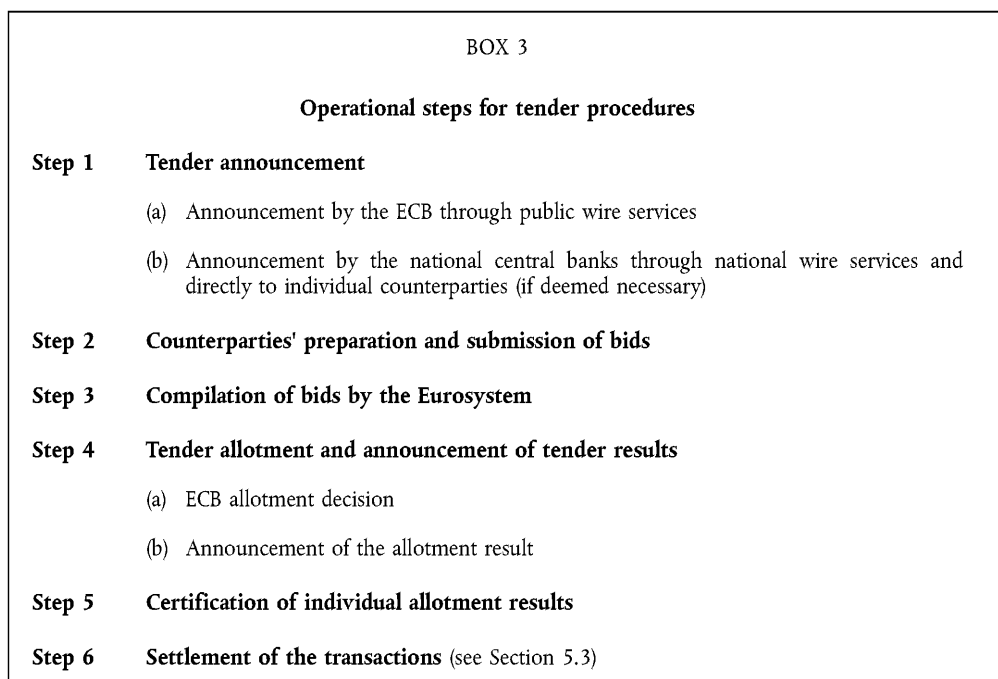 BOX 3
Operational steps for tender procedures
Step 1 Tender announcement
(a) Announcement by the ECB through public wire services
(b) Announcement by the national central banks through national wire services and
directly to individual counterparties (if deemed necessary)
Step 2 Counterparties' preparation and submission of bids
Step 3 Compilation of bids by the Eurosystem
Step 4 Tender allotment and announcement of tender results
(a) ECB allotment decision
(b) Announcement of the allotment result
Step 5 Certification of individual allotment results
Step 6 Settlement of the transactions (see Section 5.3)